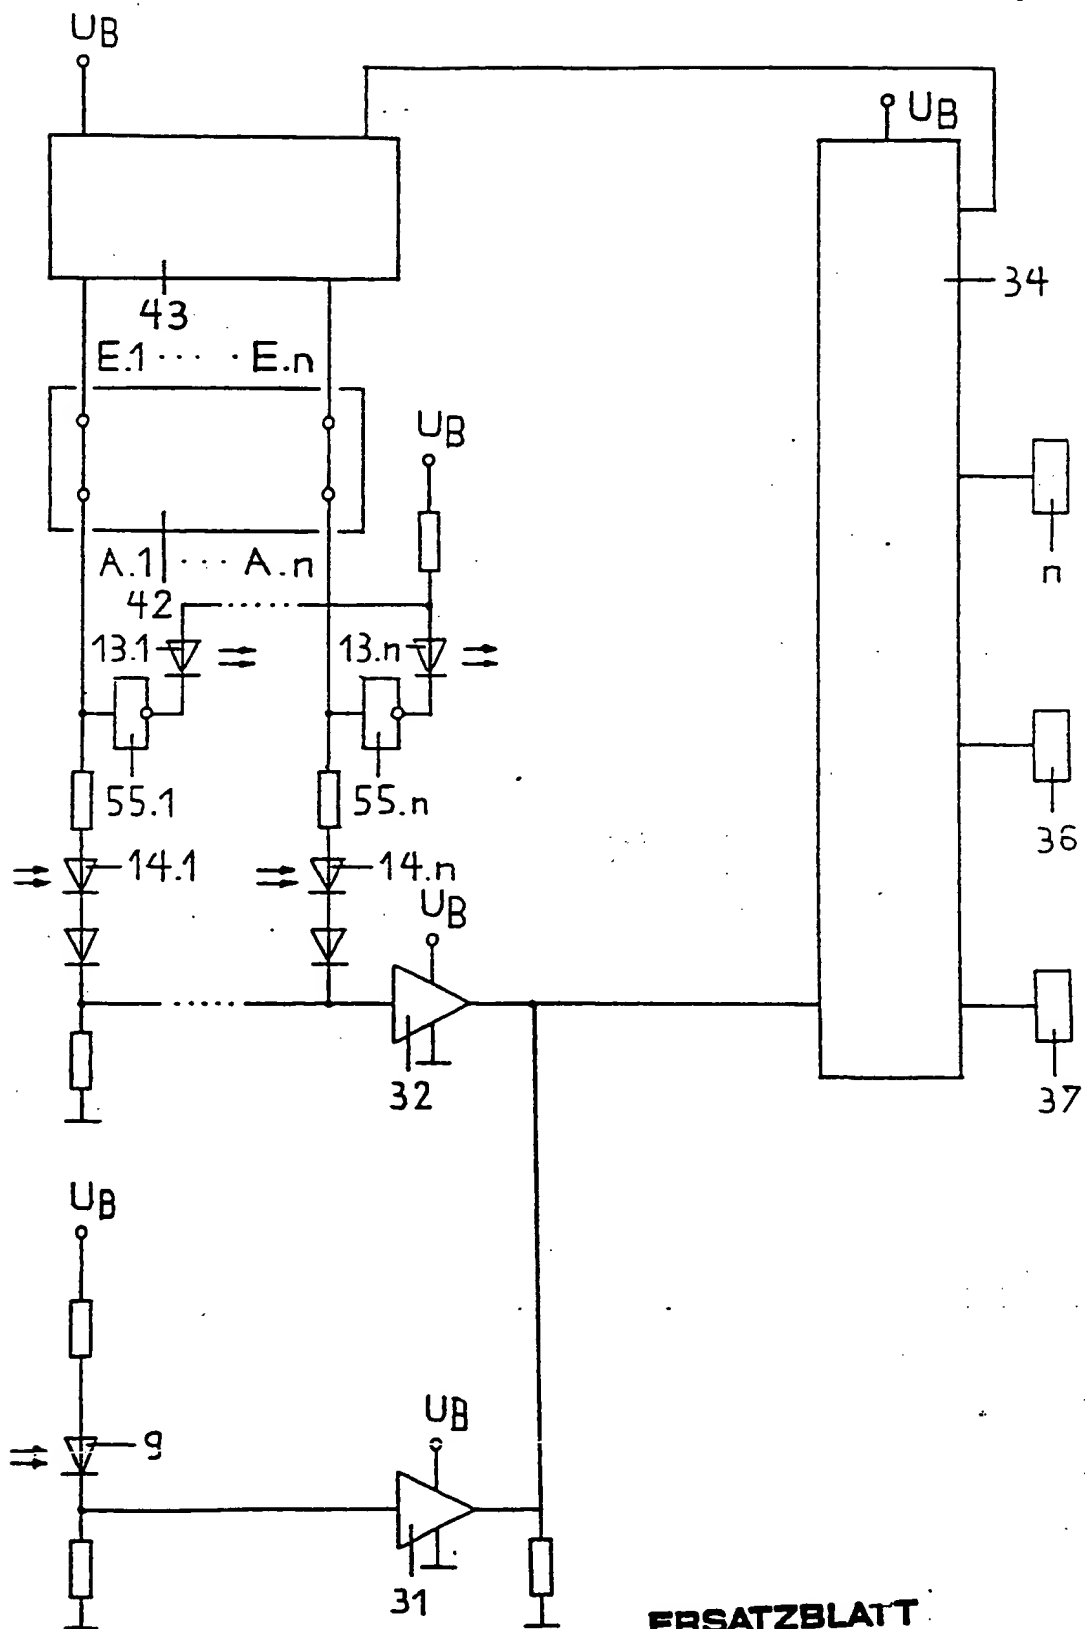 UB
UB
34
43
E.1 ···· · E.n
UB
n
A.1 ··· A.n
42
13.1
13.n
55.1
55.n
36
14.1
14.n
UB
32
37
UB
9
UB
31
ERSATZBLATT